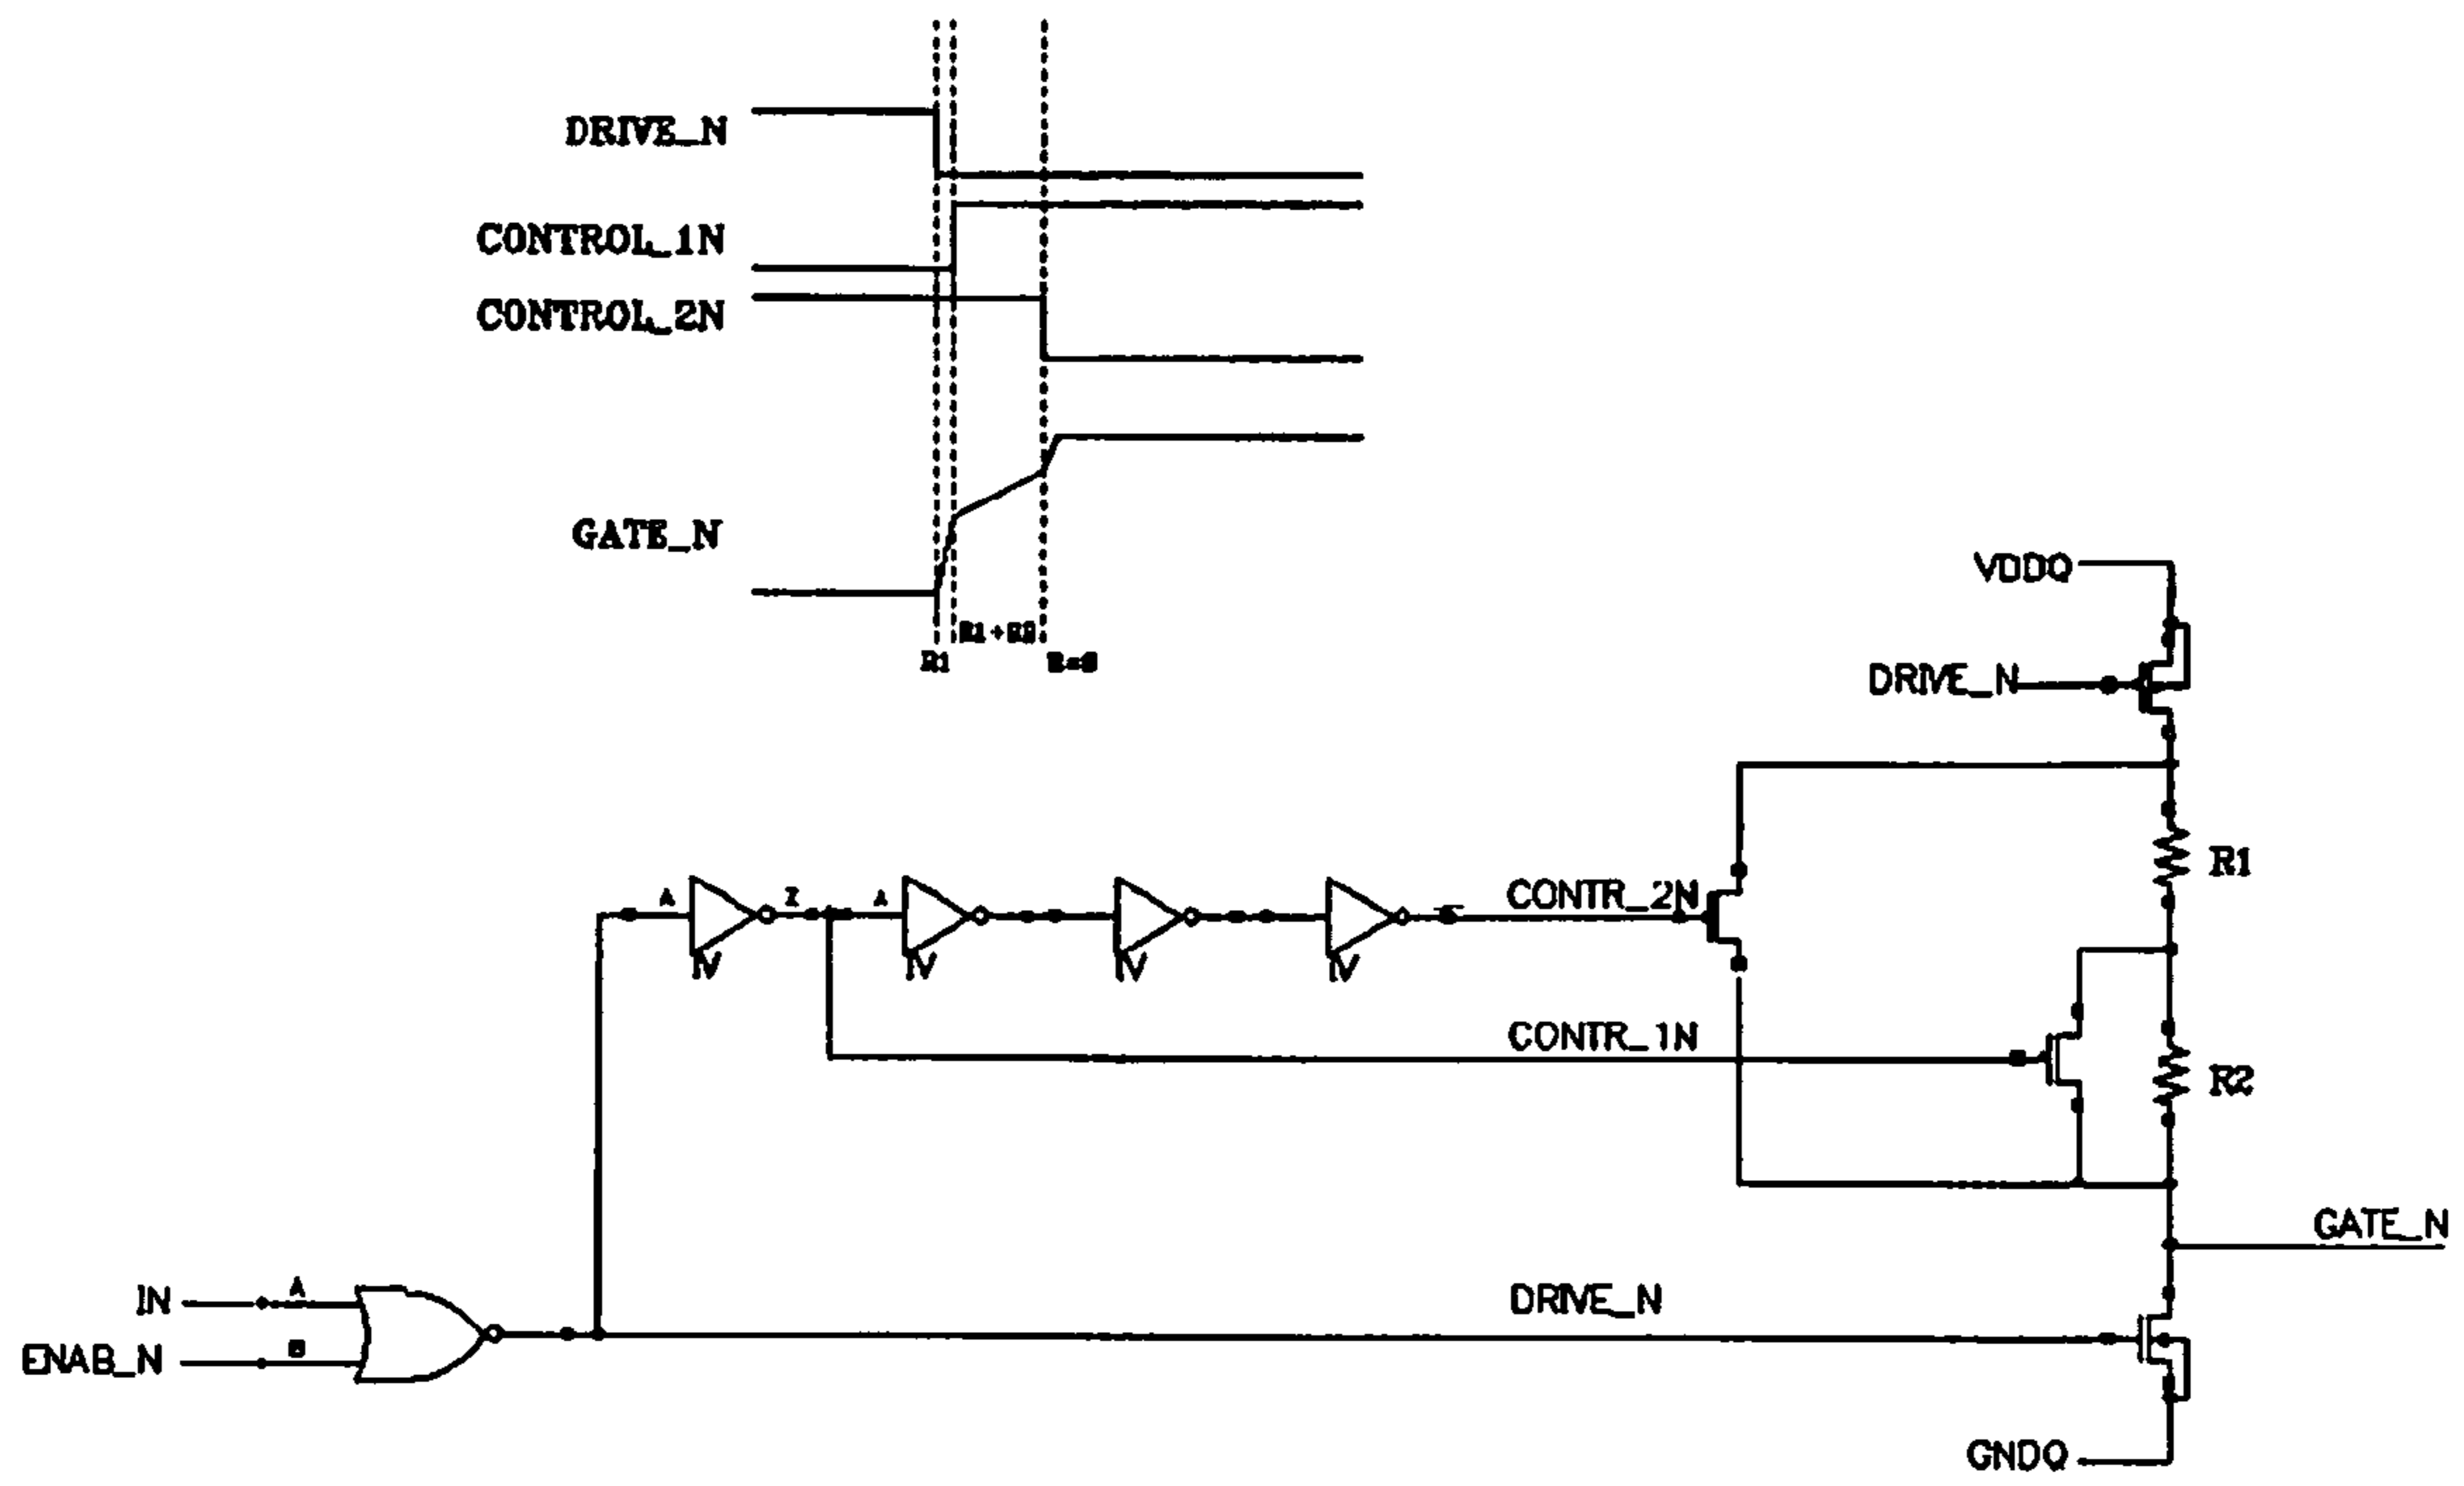 DRIVE_N
CONTROL_1N
CONTROL_2N
GATE_N
R1+R2
R1
R=0
VDDQ
DRIVE_N
R1
A
Z
A
IV
IV
IV
IV
CONTR_2N
CONTR_1N
R2
GATE_N
IN
A
ENAB_N
B
DRIVE_N
GNDQ